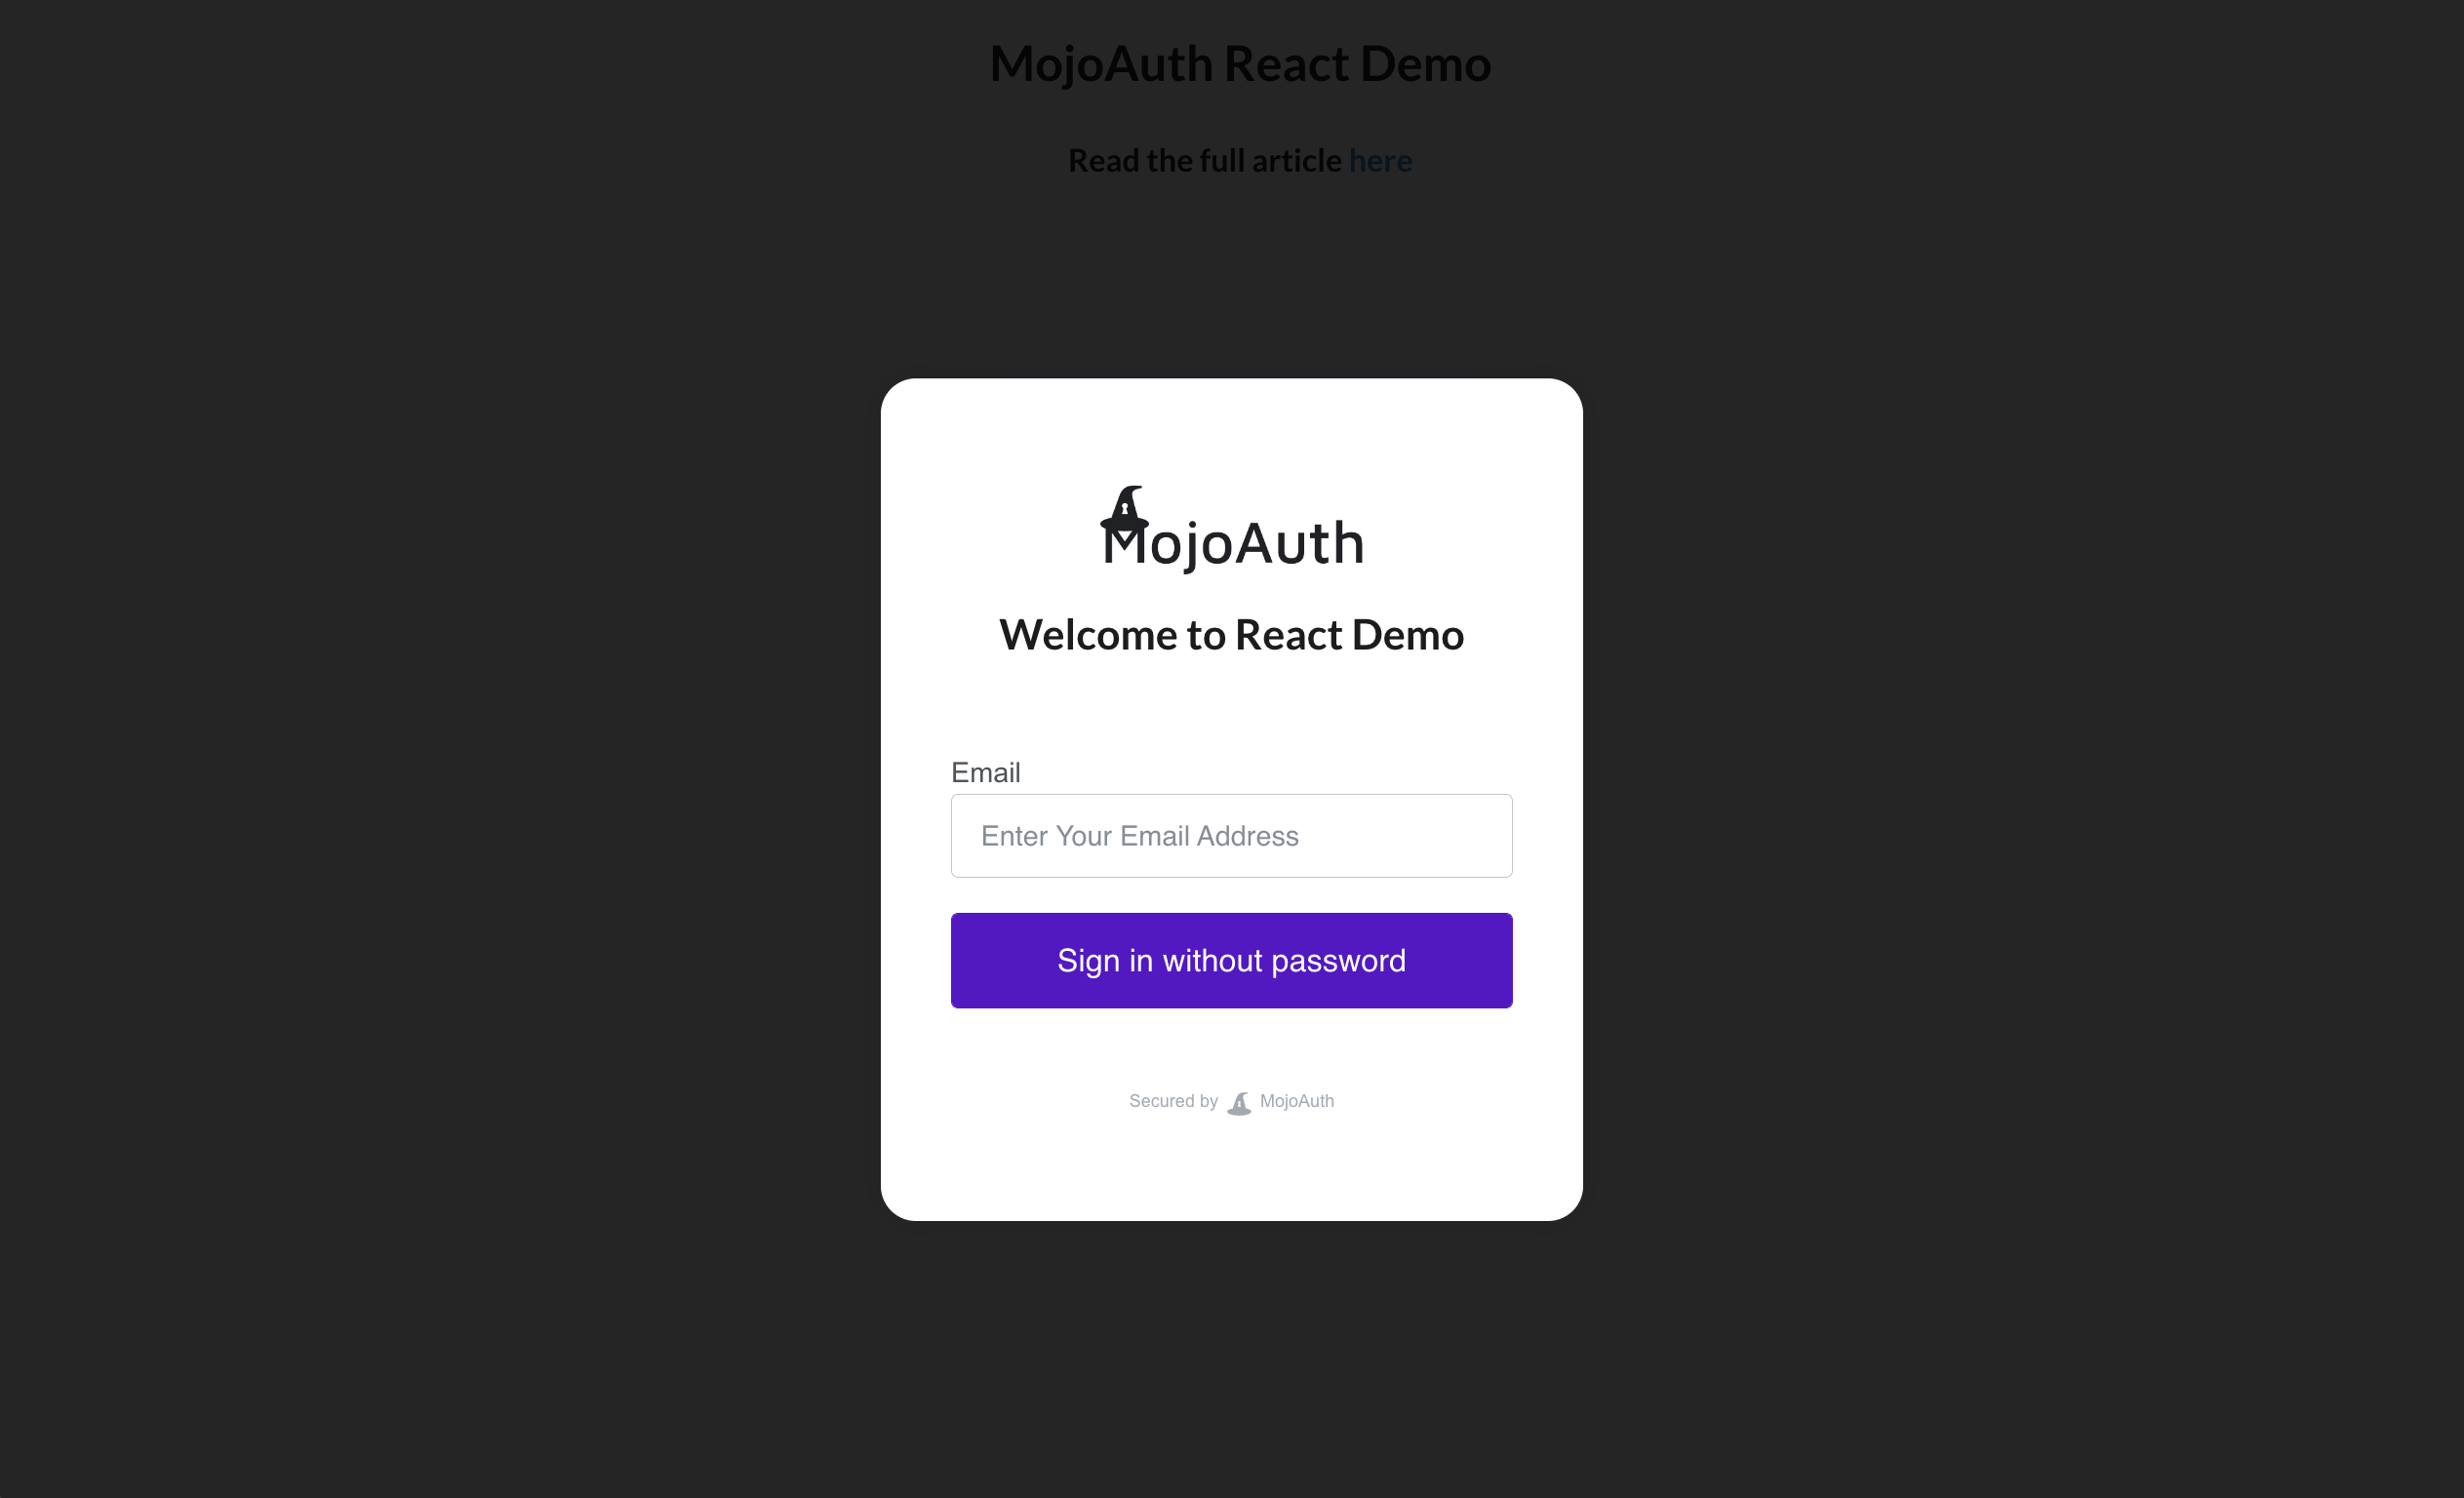 MojoAuth React Demo
Read the full article here
MojoAuth
Welcome to React Demo
Email
Enter Your Email Address
Sign in without password
Secured by MojoAuth